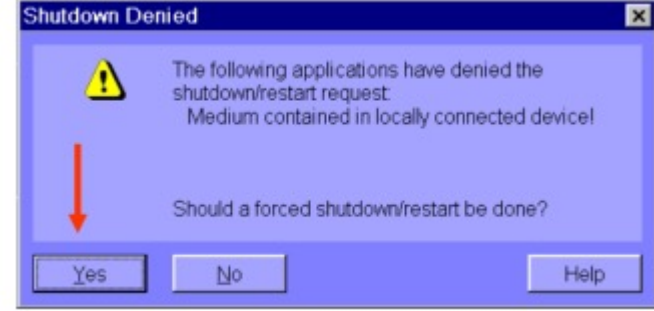 Shutdown Denied
The following applications have denied the
shutdown/restart request:
Medium contained in locally connected device!
Should a forced shutdown/restart be done?
Yes
No
Help